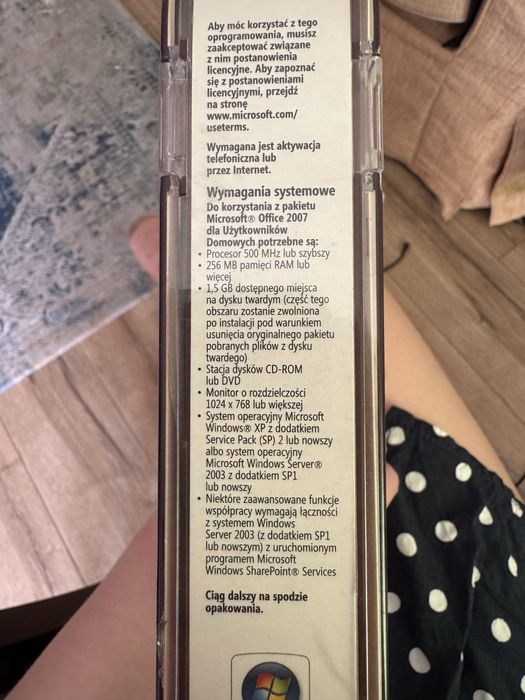 Aby móc korzystać z tego
oprogramowania, musisz
zaakceptować związane
z nim postanowienia
licencyjne. Aby zapoznać
się z postanowieniami
licencyjnymi, przejdź
na stronę
www.microsoft.com/
useterms.
Wymagana jest aktywacja
telefoniczna lub
przez Internet.
Wymagania systemowe
Do korzystania z pakietu
Microsoft® Office 2007
dla Użytkowników
Domowych potrzebne są:
• Procesor 500 MHz lub szybszy
• 256 MB pamięci RAM lub
więcej
• 1,5 GB dostępnego miejsca
na dysku twardym (część tego
obszaru zostanie zwolniona
po instalacji pod warunkiem
usunięcia oryginalnego pakietu
pobranych plików z dysku
twardego)
• Stacja dysków CD-ROM
lub DVD
• Monitor o rozdzielczości
1024 x 768 lub większej
• System operacyjny Microsoft
Windows® XP z dodatkiem
Service Pack (SP) 2 lub nowszy
albo system operacyjny
Microsoft Windows Server®
2003 z dodatkiem SP1
lub nowszy
• Niektóre zaawansowane funkcje
współpracy wymagają łączności
z systemem Windows
Server 2003 (z dodatkiem SP1
lub nowszym) z uruchomionym
programem Microsoft
Windows SharePoint® Services
Ciąg dalszy na spodzie
opakowania.